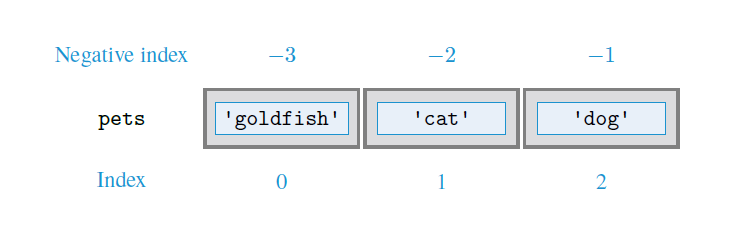 Negative index −3 −2 −1
pets 'goldfish' 'cat' 'dog'
Index 0 1 2